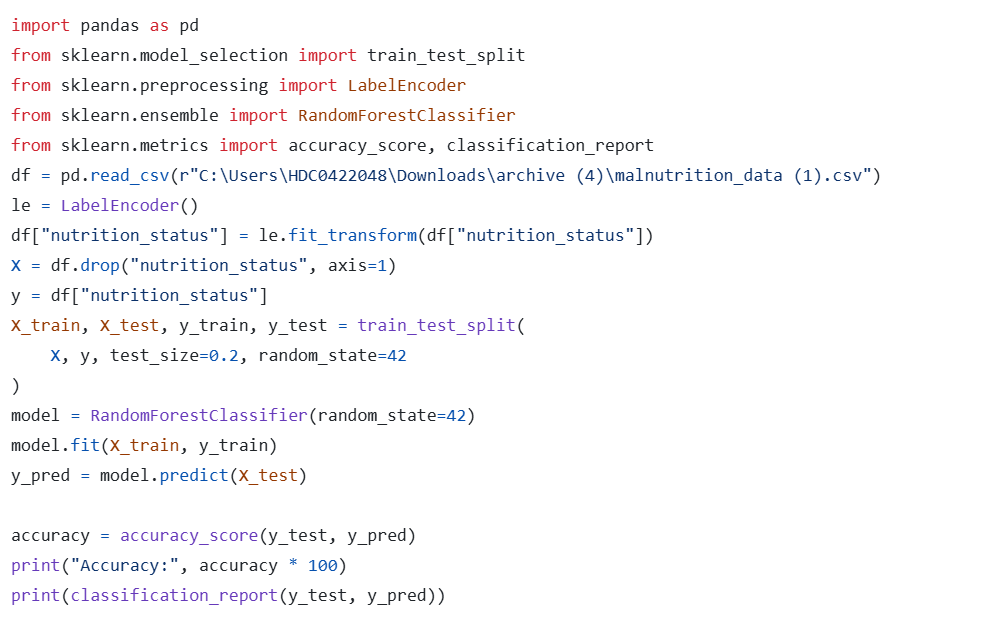 import pandas as pd
from sklearn.model_selection import train_test_split
from sklearn.preprocessing import LabelEncoder
from sklearn.ensemble import RandomForestClassifier
from sklearn.metrics import accuracy_score, classification_report
df = pd.read_csv(r"C:\Users\HDC0422048\Downloads\archive (4)\malnutrition_data (1).csv")
le = LabelEncoder()
df["nutrition_status"] = le.fit_transform(df["nutrition_status"])
X = df.drop("nutrition_status", axis=1)
y = df["nutrition_status"]
X_train, X_test, y_train, y_test = train_test_split(
    X, y, test_size=0.2, random_state=42
)
model = RandomForestClassifier(random_state=42)
model.fit(X_train, y_train)
y_pred = model.predict(X_test)

accuracy = accuracy_score(y_test, y_pred)
print("Accuracy:", accuracy * 100)
print(classification_report(y_test, y_pred))